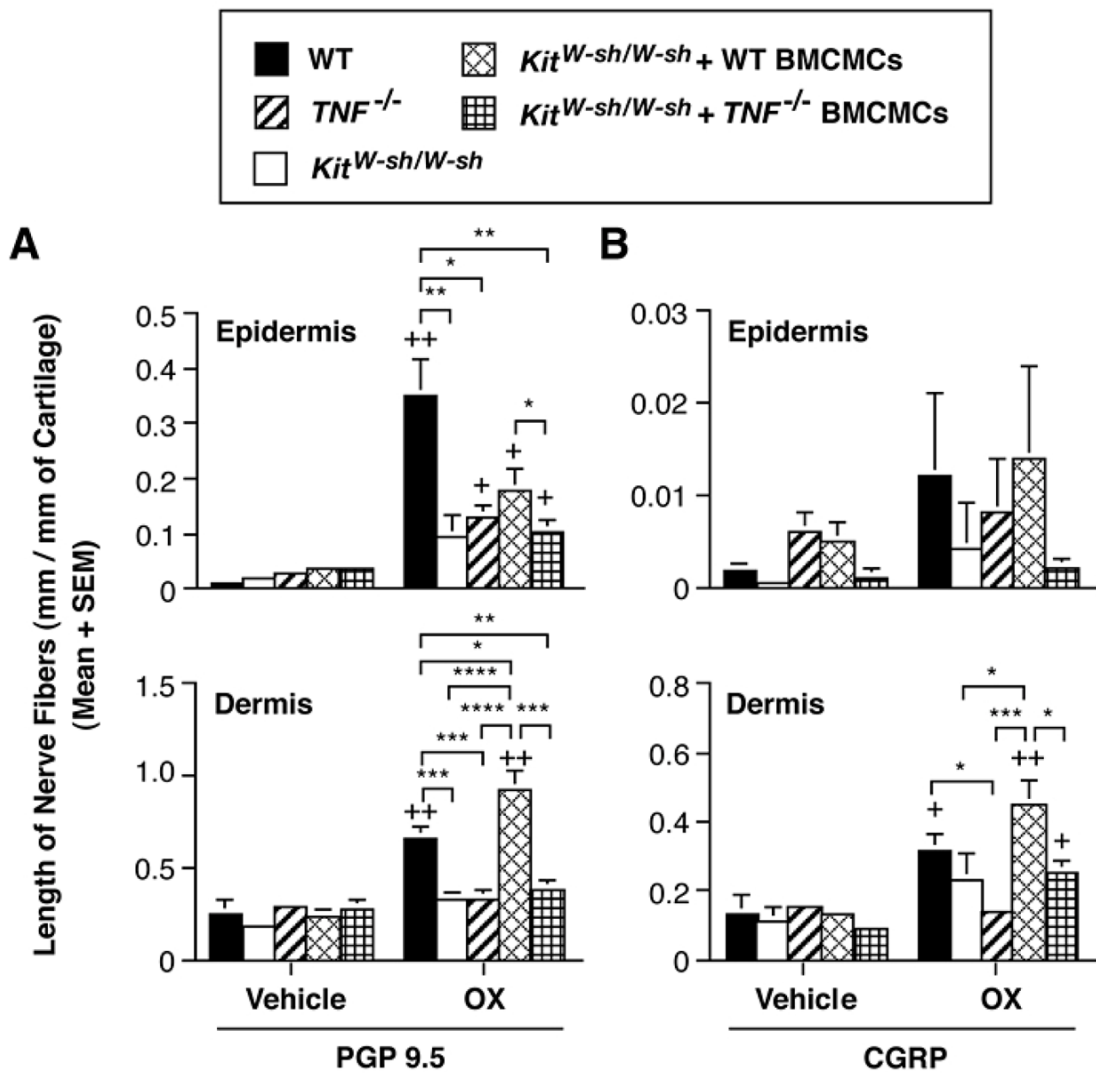 WT
TNF -/-
Kit W-sh/W-sh
Kit W-sh/W-sh + WT BMCMCs
Kit W-sh/W-sh + TNF -/- BMCMCs
Length of Nerve Fibers (mm / mm of Cartilage)
(Mean + SEM)
A
Epidermis
0.5
0.4
0.3
0.2
0.1
0
**
*
**
++
+
+
*
+
Dermis
1.5
1.0
0.5
0
**
*
****
**** ***
***
***
++
++
Vehicle
OX
PGP 9.5
B
Epidermis
0.03
0.02
0.01
0
Dermis
0.8
0.6
0.4
0.2
0
*
*** *
*
++
+
+
Vehicle
OX
CGRP